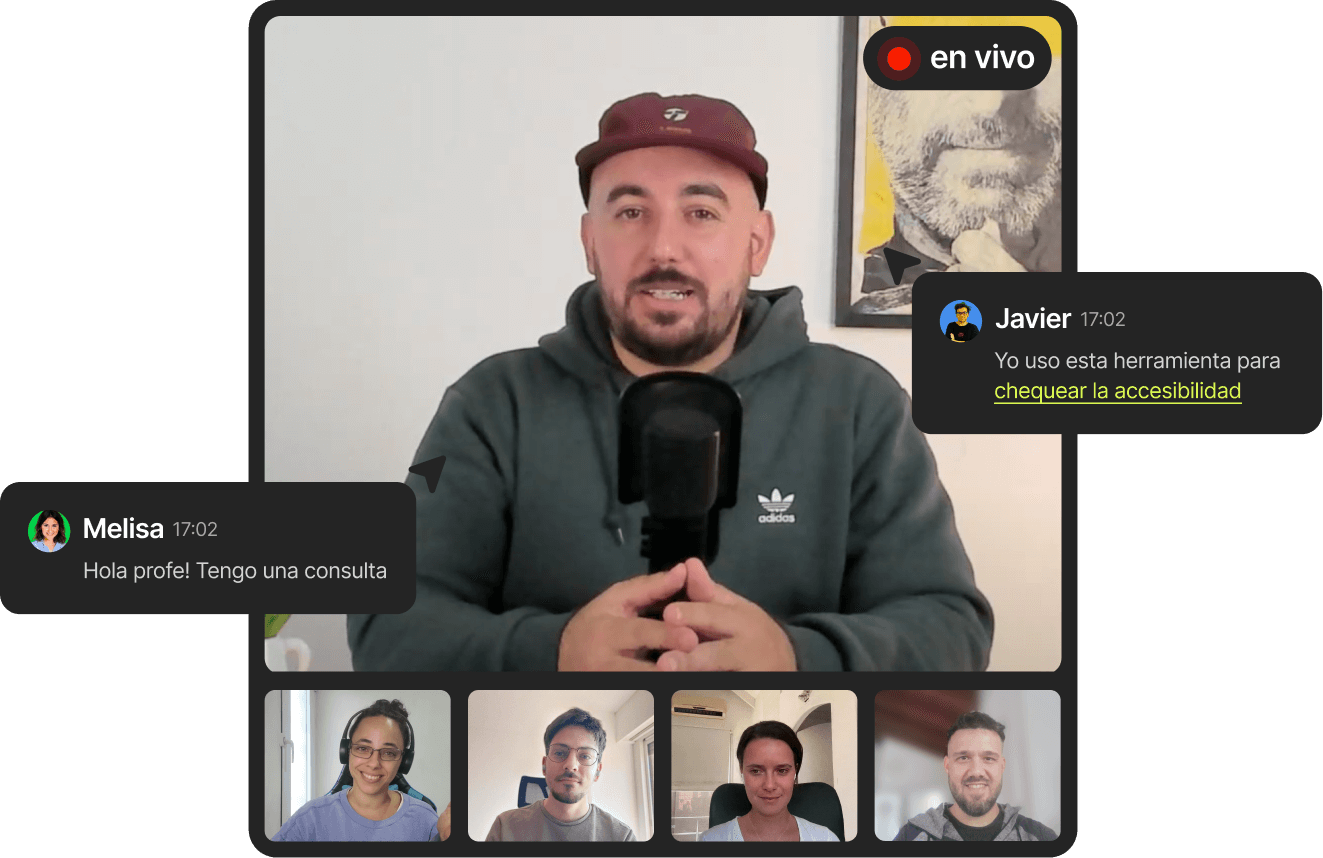 en vivo
Javier 17:02
Yo uso esta herramienta para
chequear la accesibilidad
adidas
Melisa 17:02
Hola profe! Tengo una consulta